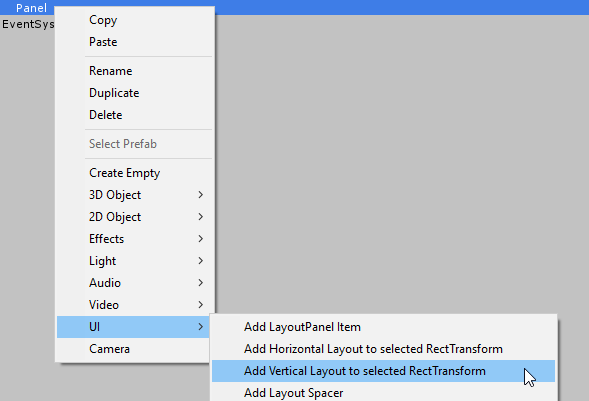 Panel
EventSys
Copy
Paste
Rename
Duplicate
Delete
Select Prefab
Create Empty
3D Object
2D Object
Effects
Light
Audio
Video
UI
Camera
Add LayoutPanel Item
Add Horizontal Layout to selected RectTransform
Add Vertical Layout to selected RectTransform
Add Layout Spacer